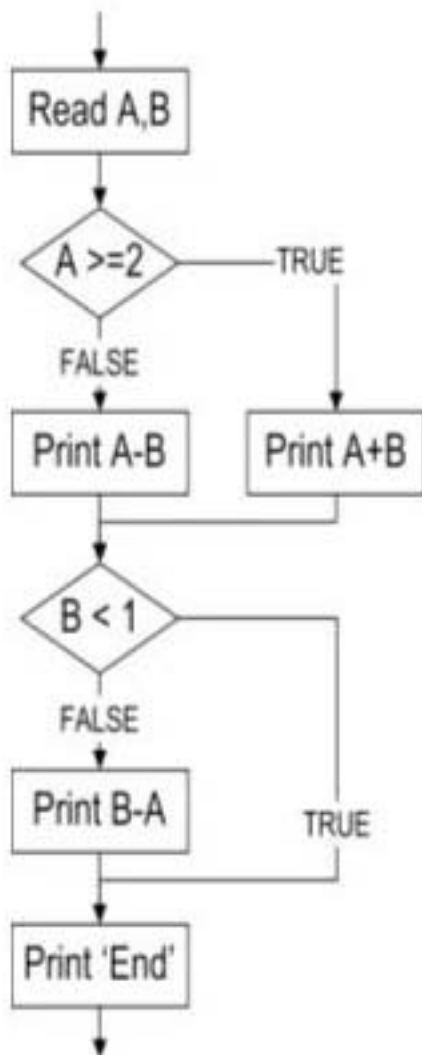 Read A,B
A >=2
TRUE
FALSE
Print A-B
Print A+B
B < 1
FALSE
Print B-A
TRUE
Print ‘End’